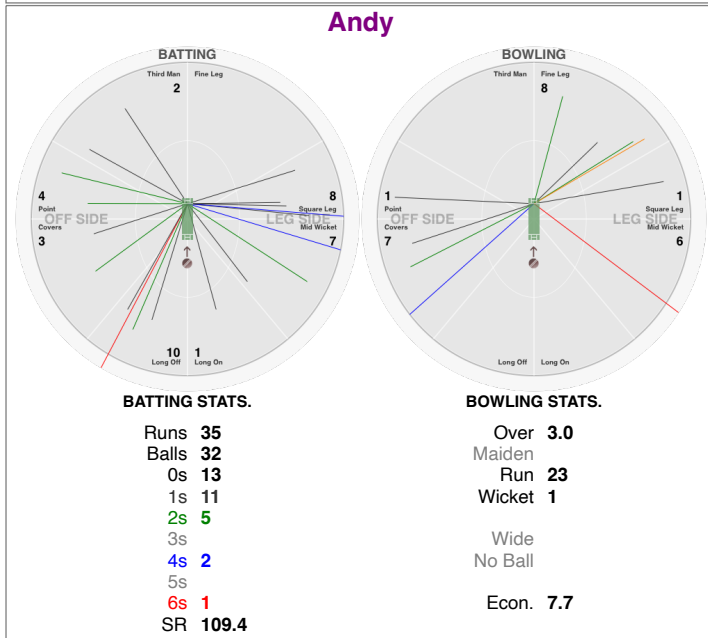 Andy
BATTING
Third Man Fine Leg
2
4 8
Point Square Leg
OFF SIDE LEG SIDE
Covers Mid Wicket
3 7
10 1
Long Off Long On
BATTING STATS.
Runs 35
Balls 32
0s 13
1s 11
2s 5
3s
4s 2
5s
6s 1
SR 109.4
BOWLING
Third Man Fine Leg
8
1 1
Point Square Leg
OFF SIDE LEG SIDE
Covers Mid Wicket
7 6
Long Off Long On
BOWLING STATS.
Over 3.0
Maiden
Run 23
Wicket 1
Wide
No Ball
Econ. 7.7